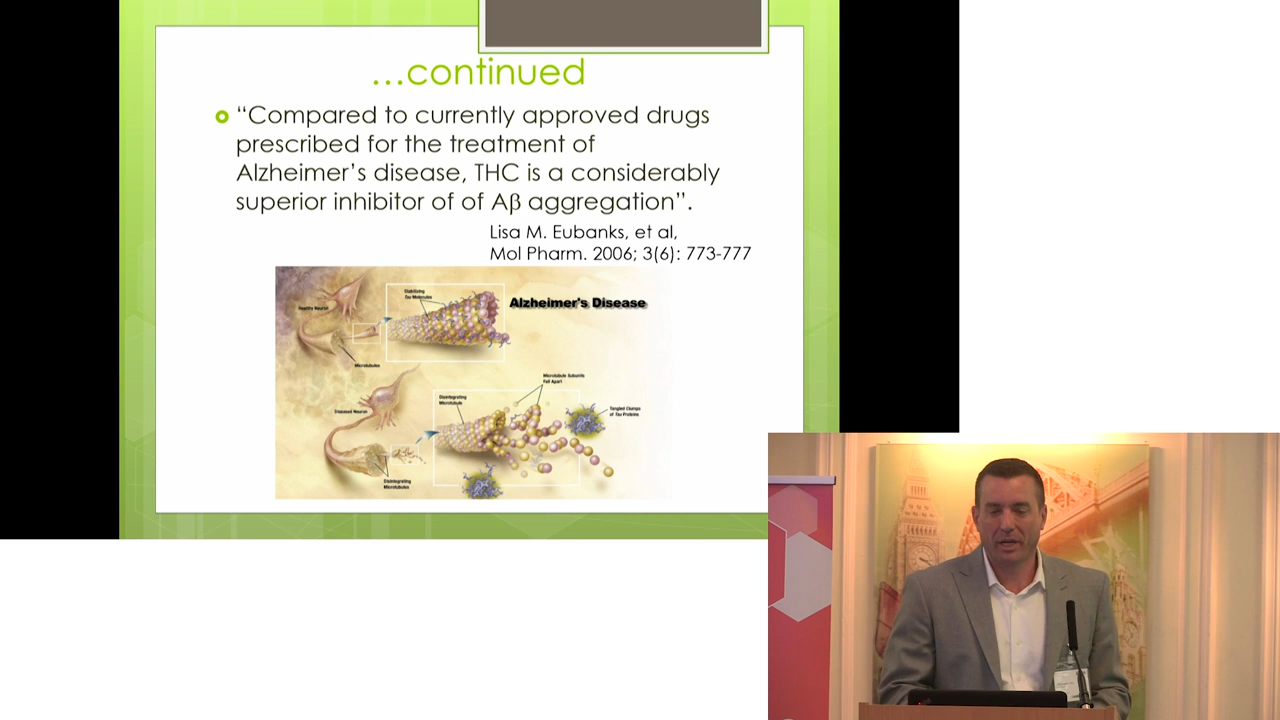 ...continued
“Compared to currently approved drugs
prescribed for the treatment of
Alzheimer’s disease, THC is a considerably
superior inhibitor of of Aβ aggregation”.
Lisa M. Eubanks, et al,
Mol Pharm. 2006; 3(6): 773-777
Alzheimer's Disease
Stabilizing
Tau Molecules
Healthy Neuron
Microtubules
Microtubule Subunits
Fall Apart
Disintegrating
Microtubule
Diseased Neuron
Tangled Clumps
of Tau Proteins
Disintegrating
Microtubules